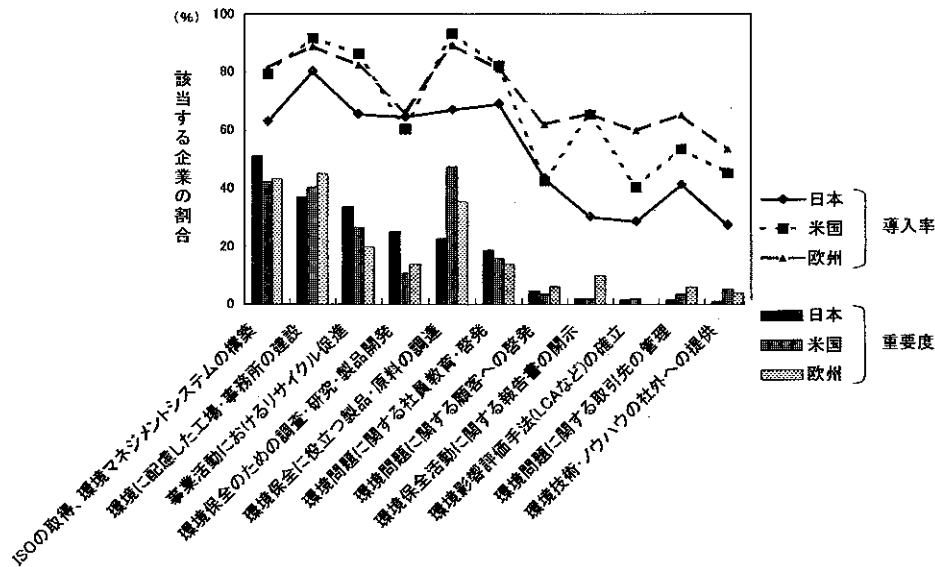 (%)
100
80
60
40
20
0
該当する企業の割合
ISOの取得、環境マネジメントシステムの構築
環境に配慮した工場・事務所の建設
事業活動におけるリサイクル促進
環境保全のための調査・研究・製品開発
環境保全に役立つ製品・原料の調達
環境問題に関する社員教育・啓発
環境問題に関する顧客への啓発
環境保全活動に関する報告書の開示
環境影響評価手法(LCAなど)の確立
環境問題に関する取引先の管理
環境技術・ノウハウの社外への提供
日本
米国
欧州
導入率
日本
米国
欧州
重要度